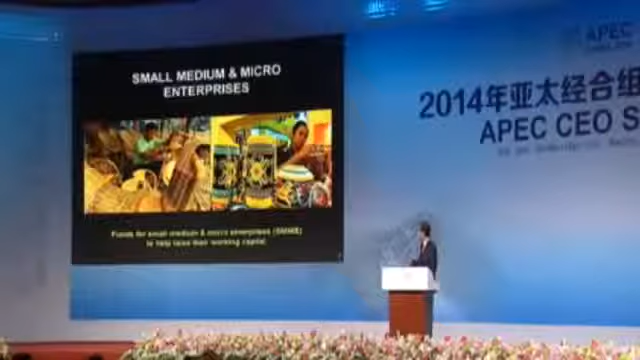 SMALL MEDIUM & MICRO
ENTERPRISES
Funds for small medium & micro enterprises (SMME)
to help raise their working capital
APEC
2014年亚太经合组
APEC CEO S